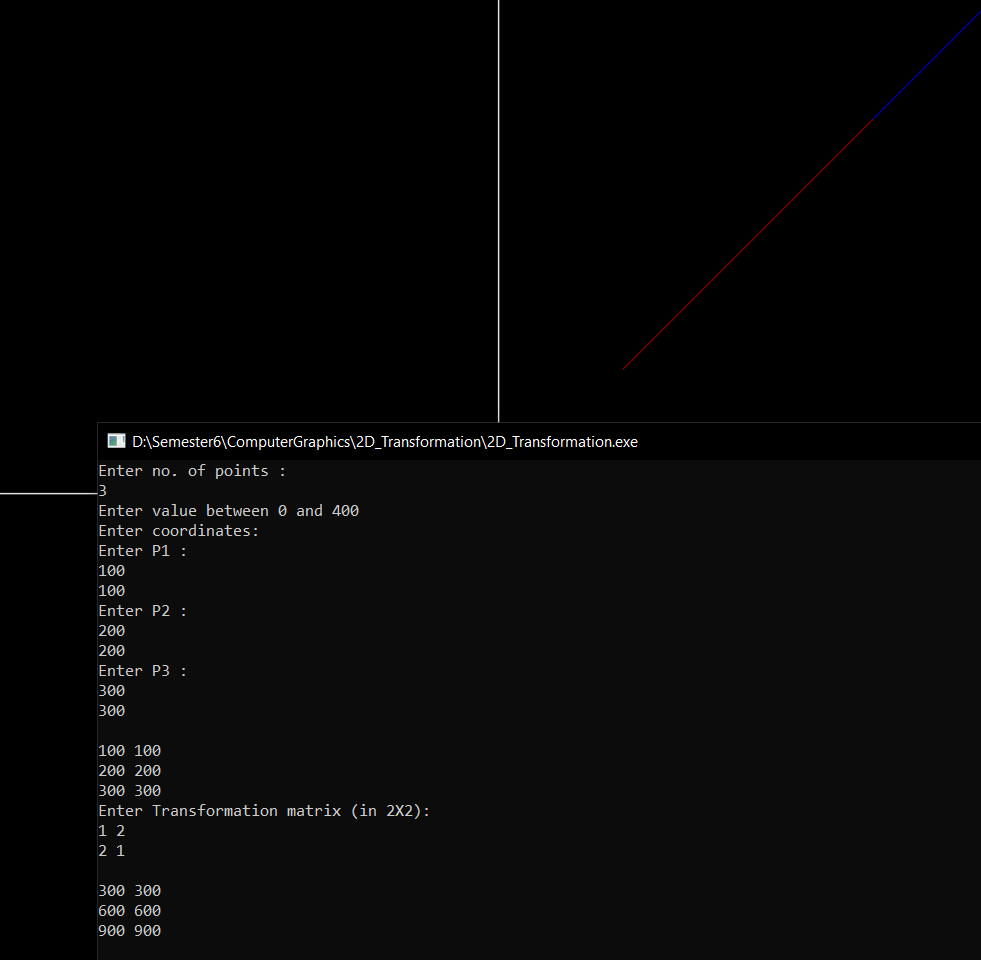 D:\Semester6\ComputerGraphics\2D_Transformation\2D_Transformation.exe
Enter no. of points :
3
Enter value between 0 and 400
Enter coordinates:
Enter P1 :
100
100
Enter P2 :
200
200
Enter P3 :
300
300
100 100
200 200
300 300
Enter Transformation matrix (in 2X2):
1 2
2 1
300 300
600 600
900 900